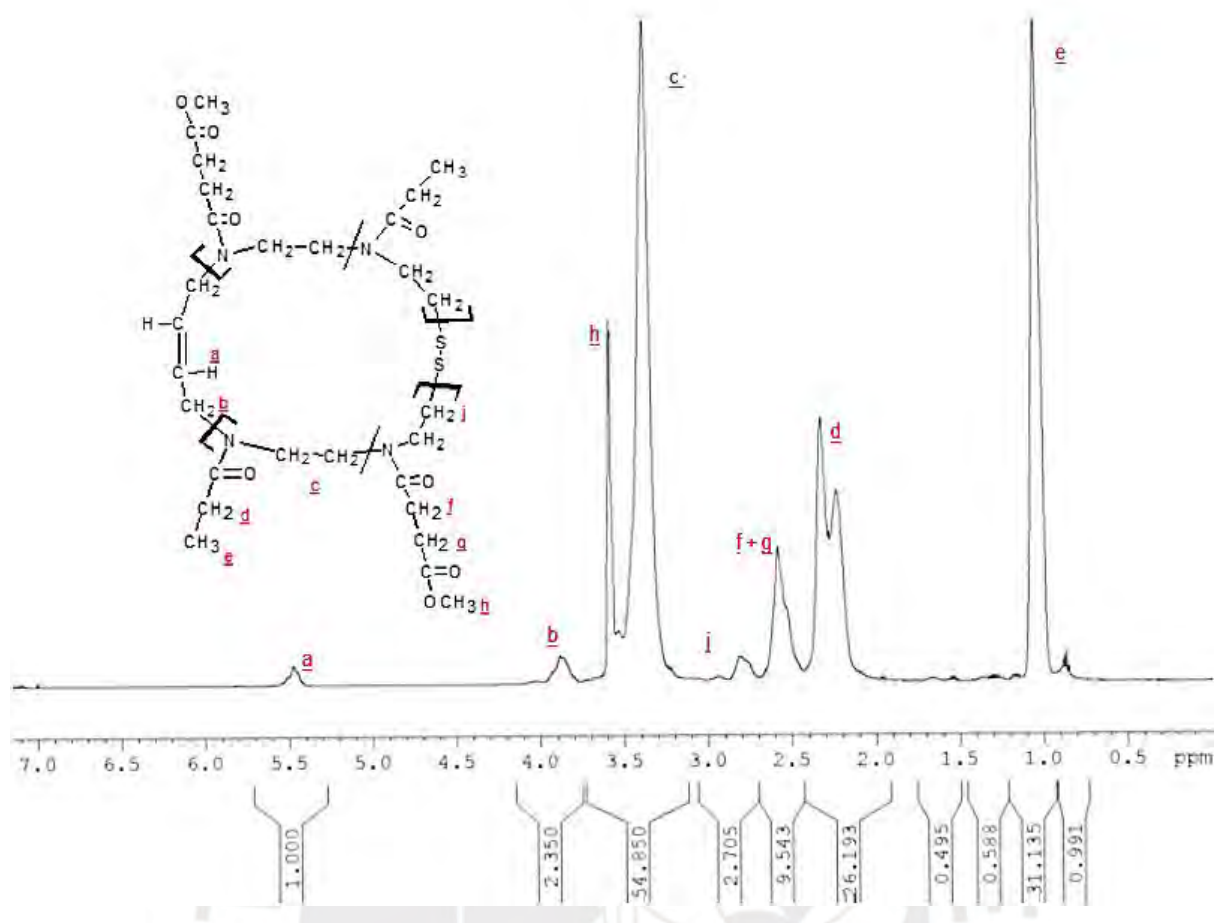 OCH3
C=O
CH2
CH2
C=O
N
CH2-CH2
N
C=O
CH2
CH3
CH2
CH2
S
S
CH2 j
CH2
CH2
H-C
a
C-H
CH2 b
N
CH2-CH2
N
c
C=O
CH2 d
CH3 e
C=O
CH2 f
CH2 g
C=O
OCH3 h
a
b
h
c
j
f + g
d
e
7.0 6.5 6.0 5.5 5.0 4.5 4.0 3.5 3.0 2.5 2.0 1.5 1.0 0.5 ppm
1.000
2.350
54.850
2.705
9.543
26.193
0.495
0.588
31.135
0.991